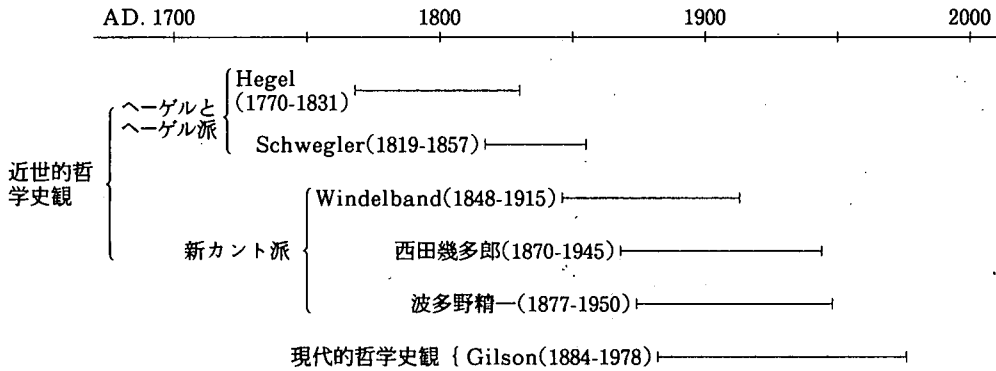 AD. 1700 1800 1900 2000
Hegel
(1770-1831)
ヘーゲルと
ヘーゲル派
Schwegler(1819-1857)
近世的哲
学史観
Windelband(1848-1915)
新カント派
西田幾多郎(1870-1945)
波多野精一(1877-1950)
現代的哲学史観 { Gilson(1884-1978)